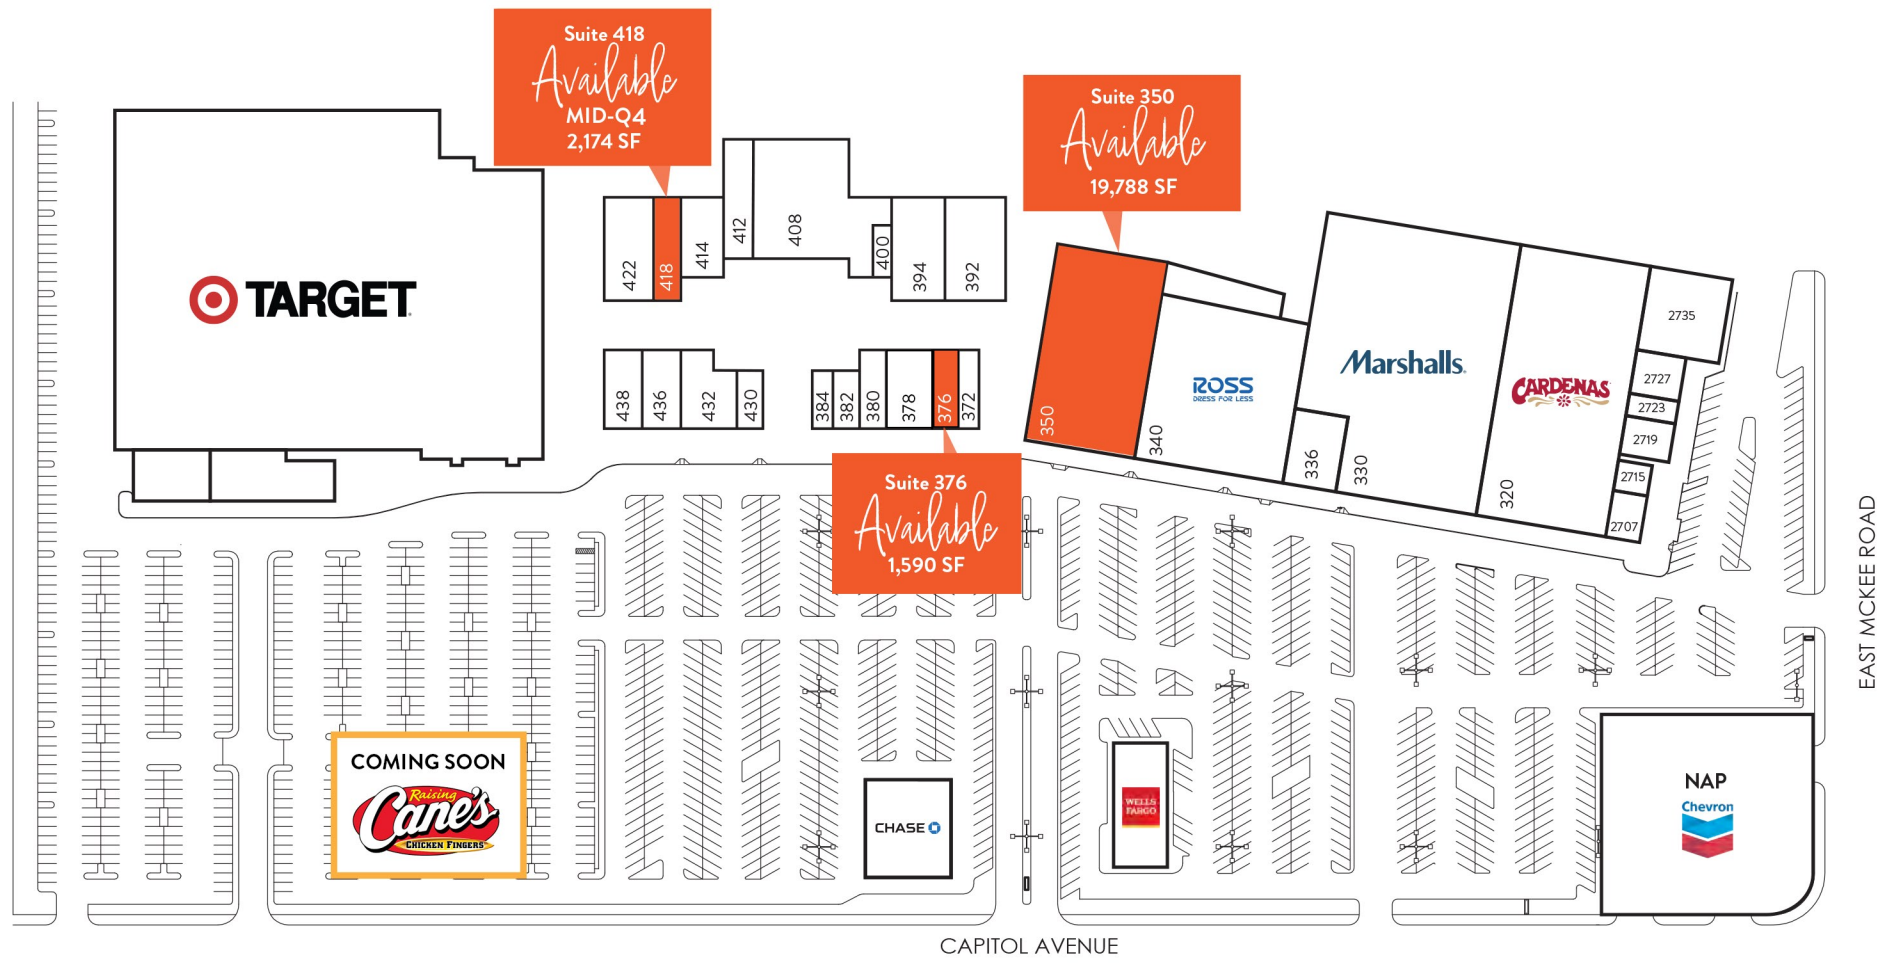 Suite 418
Available
MID-Q4
2,174 SF
Suite 350
Available
19,788 SF
TARGET
422
418
414
412
408
400
394
392
438
436
432
430
384
382
380
378
376
372
Suite 376
Available
1,590 SF
350
340
ROSS
DRESS FOR LESS
336
330
Marshalls
320
CARDENAS
2735
2727
2723
2719
2715
2707
EAST MCKEE ROAD
COMING SOON
Raising
Cane's
CHICKEN FINGERS
CHASE
WELLS
FARGO
NAP
Chevron
CAPITOL AVENUE